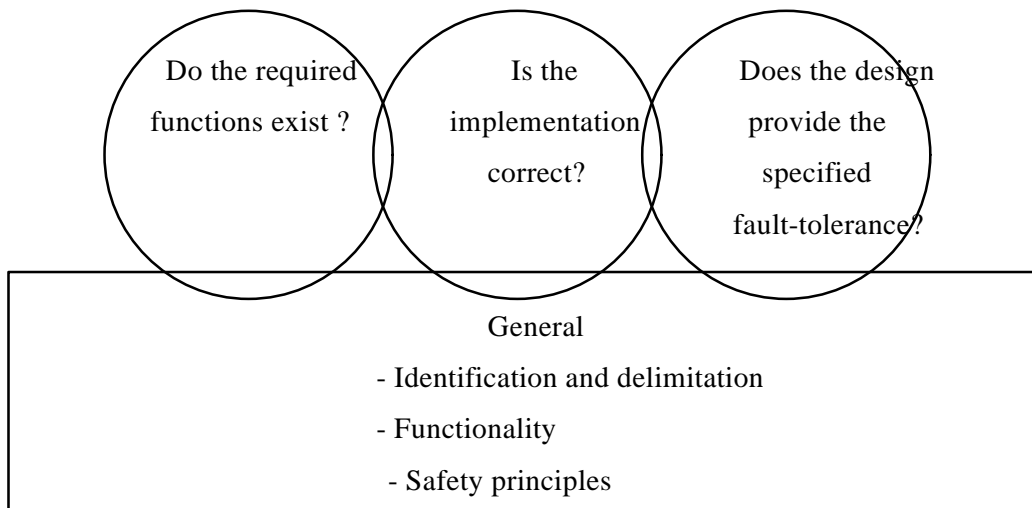 Do the required
functions exist ?
Is the
implementation
correct?
Does the design
provide the
specified
fault-tolerance?
General
- Identification and delimitation
- Functionality
- Safety principles